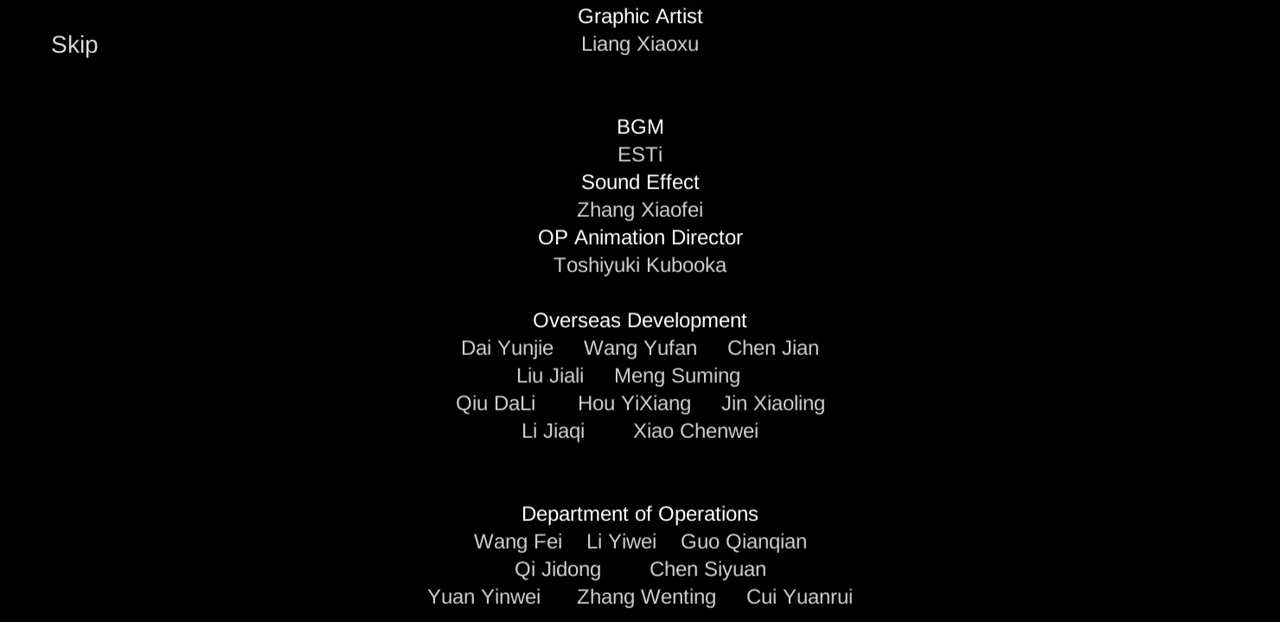 Graphic Artist
Skip
Liang Xiaoxu
BGM
ESTi
Sound Effect
Zhang Xiaofei
OP Animation Director
Toshiyuki Kubooka
Overseas Development
Dai Yunjie Wang Yufan Chen Jian
Liu Jiali Meng Suming
Qiu DaLi Hou YiXiang Jin Xiaoling
Li Jiaqi Xiao Chenwei
Department of Operations
Wang Fei Li Yiwei Guo Qianqian
Qi Jidong Chen Siyuan
Yuan Yinwei Zhang Wenting Cui Yuanrui